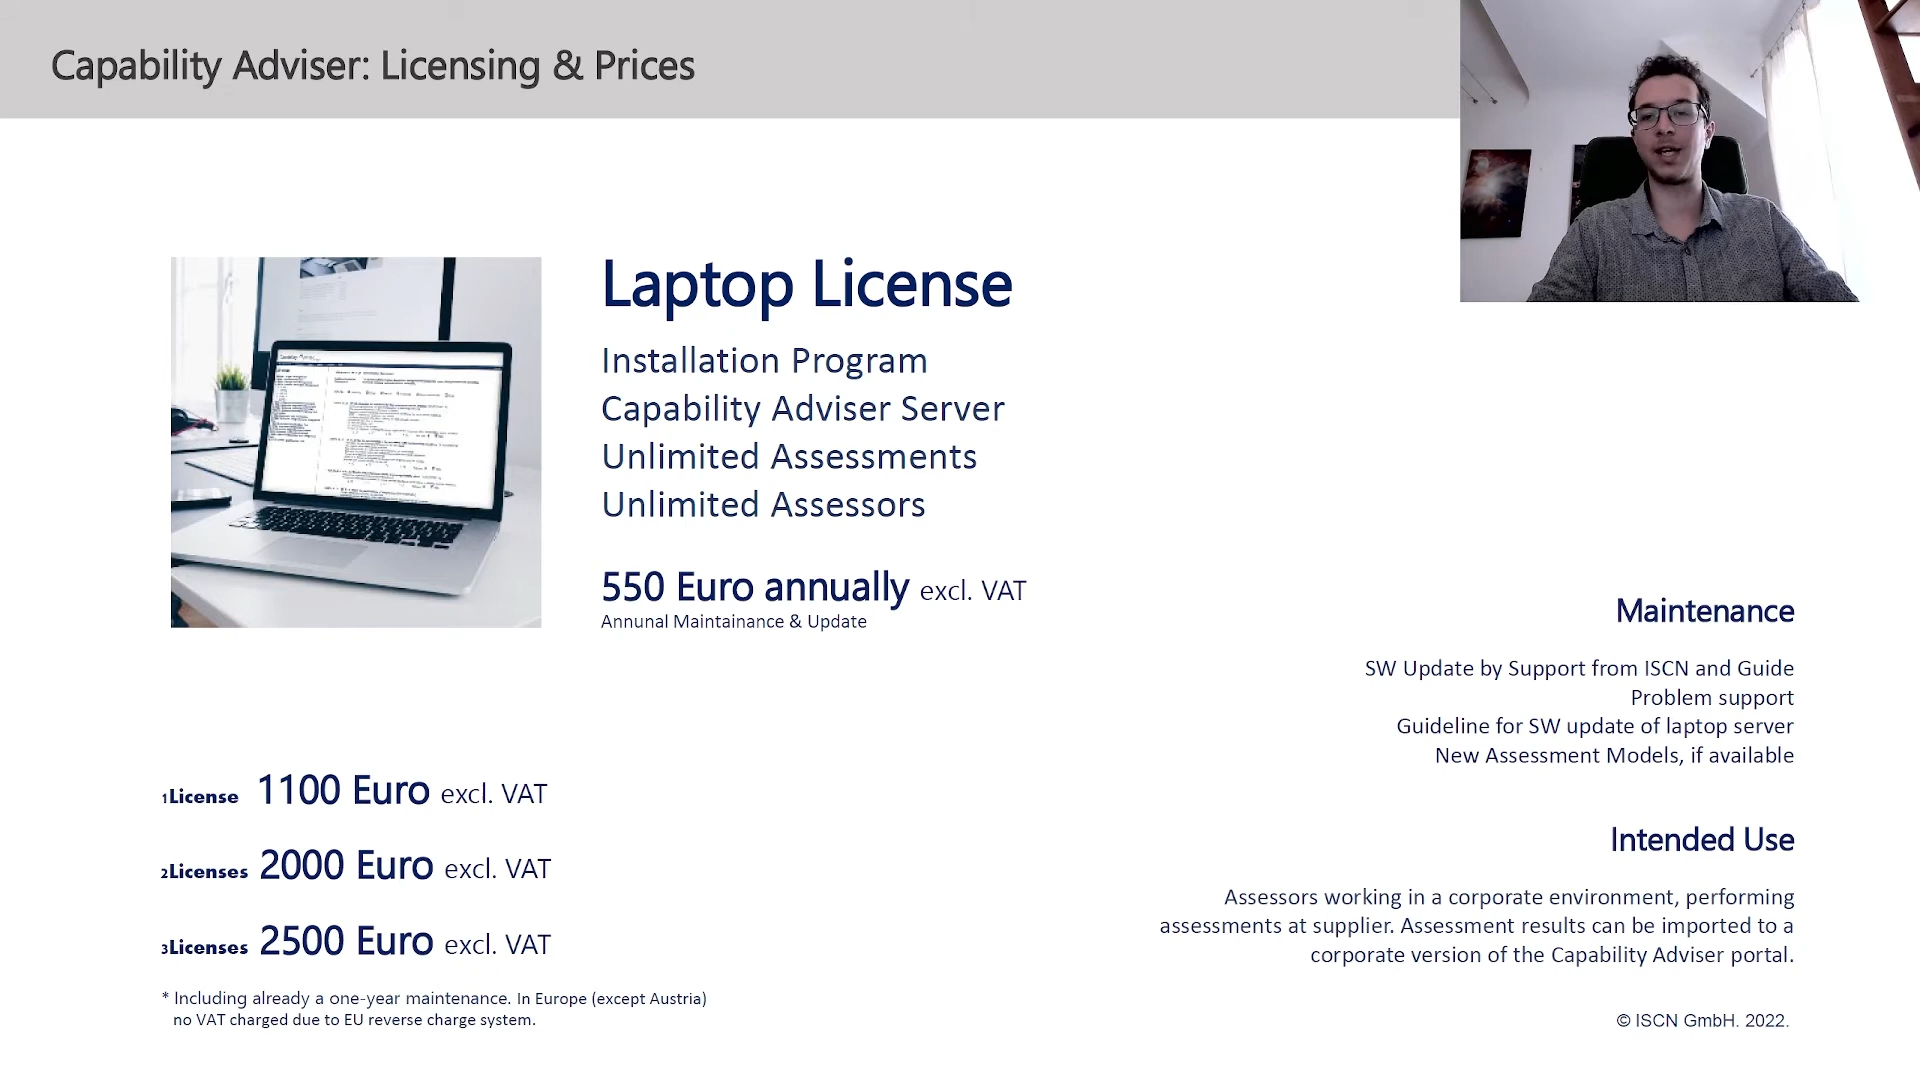 Capability Adviser: Licensing & Prices
Laptop License
Installation Program
Capability Adviser Server
Unlimited Assessments
Unlimited Assessors
550 Euro annually excl. VAT
Annunal Maintainance & Update
Maintenance
SW Update by Support from ISCN and Guide
Problem support
Guideline for SW update of laptop server
New Assessment Models, if available
1License 1100 Euro excl. VAT
2Licenses 2000 Euro excl. VAT
3Licenses 2500 Euro excl. VAT
* Including already a one-year maintenance. In Europe (except Austria)
no VAT charged due to EU reverse charge system.
Intended Use
Assessors working in a corporate environment, performing
assessments at supplier. Assessment results can be imported to a
corporate version of the Capability Adviser portal.
© ISCN GmbH. 2022.